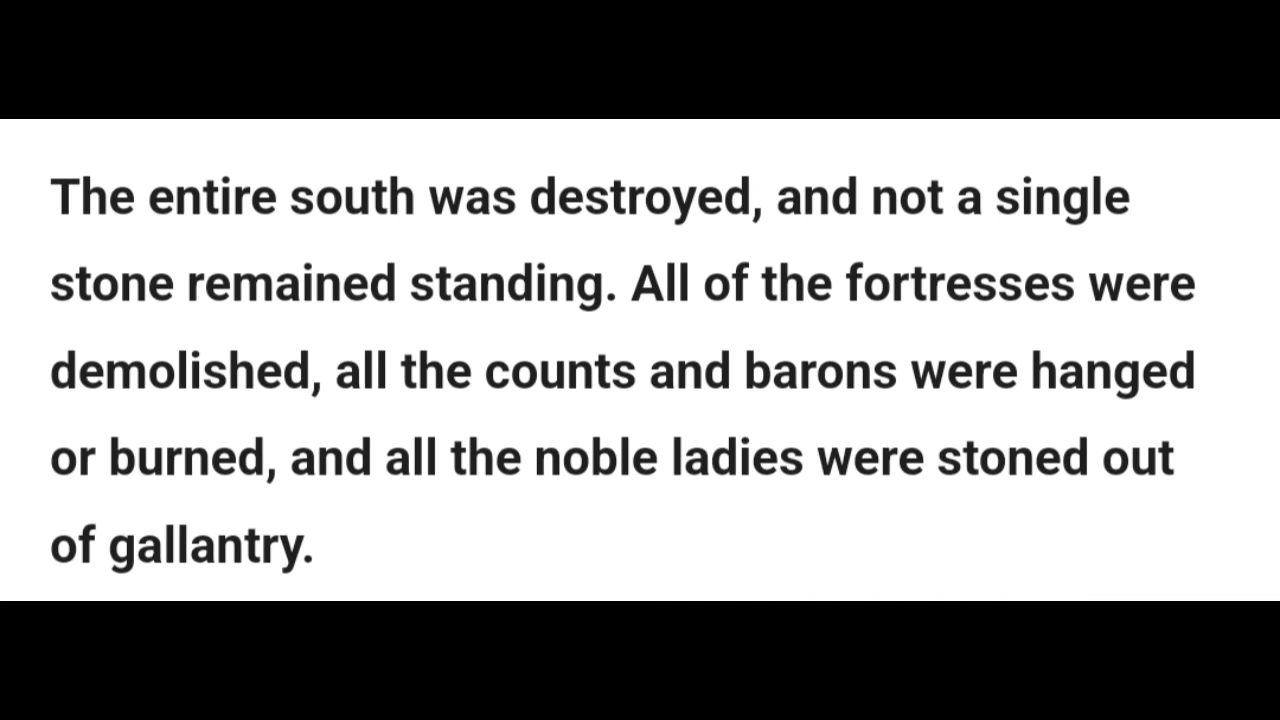 The entire south was destroyed, and not a single
stone remained standing. All of the fortresses were
demolished, all the counts and barons were hanged
or burned, and all the noble ladies were stoned out
of gallantry.